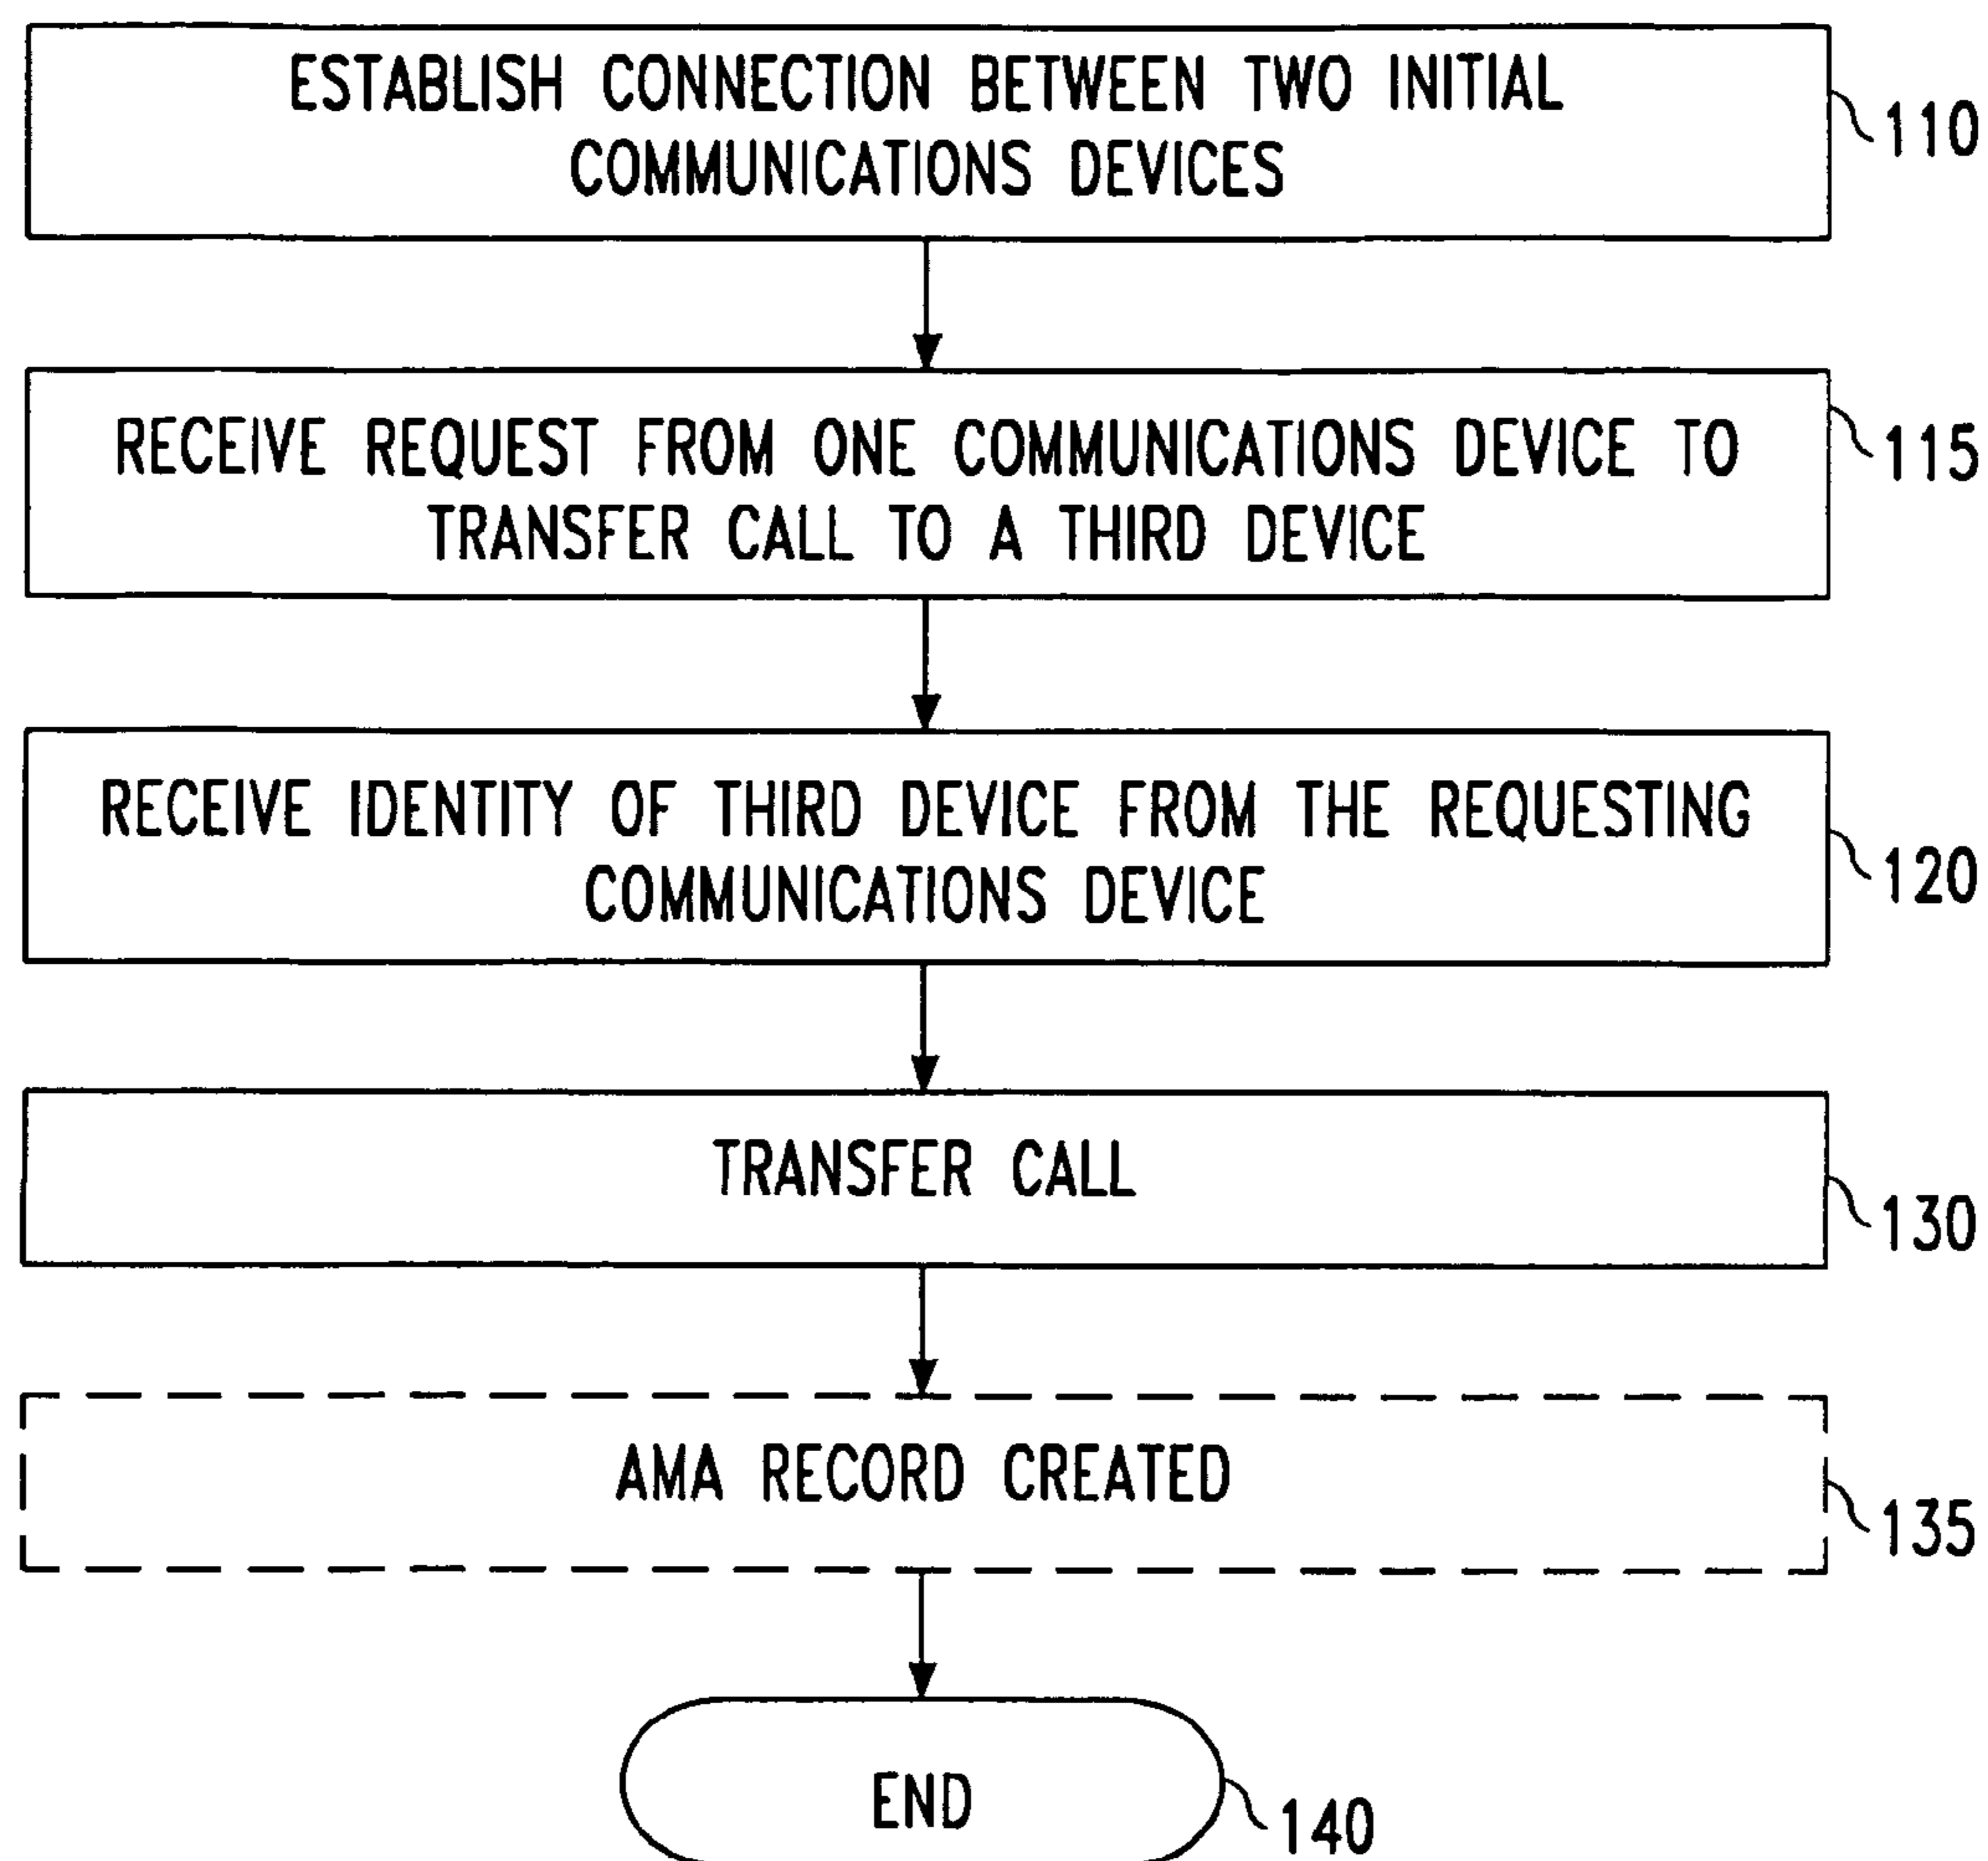 ESTABLISH CONNECTION BETWEEN TWO INITIAL
COMMUNICATIONS DEVICES
110
RECEIVE REQUEST FROM ONE COMMUNICATIONS DEVICE TO
TRANSFER CALL TO A THIRD DEVICE
115
RECEIVE IDENTITY OF THIRD DEVICE FROM THE REQUESTING
COMMUNICATIONS DEVICE
120
TRANSFER CALL
130
AMA RECORD CREATED
135
END
140